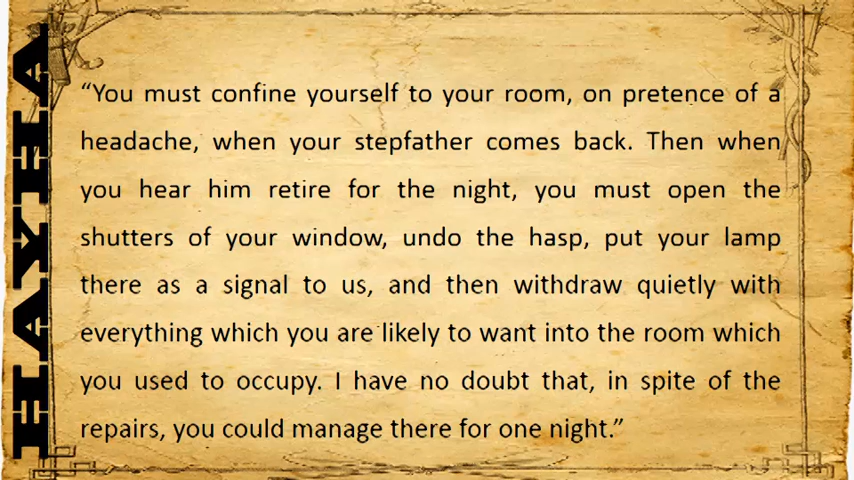 HAYHA
“You must confine yourself to your room, on pretence of a
headache, when your stepfather comes back. Then when
you hear him retire for the night, you must open the
shutters of your window, undo the hasp, put your lamp
there as a signal to us, and then withdraw quietly with
everything which you are likely to want into the room which
you used to occupy. I have no doubt that, in spite of the
repairs, you could manage there for one night.”